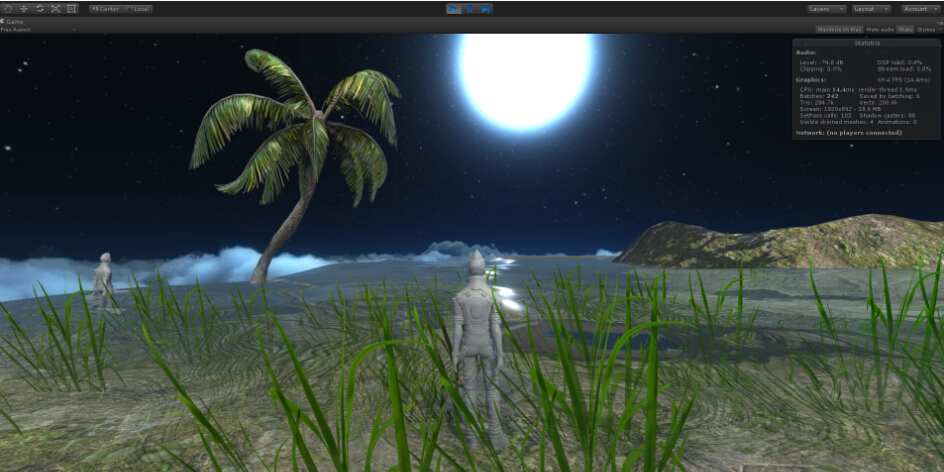 Center Local Layers Layout Account
Game
Free Aspect Maximize on Play Mute audio Stats Gizmos
Statistics
Audio:
Level: -74.8 dB DSP load: 0.4%
Clipping: 0.0% Stream load: 0.0%
Graphics: 69.4 FPS (14.4ms)
CPU: main 14.4ms render thread 1.9ms
Batches: 242 Saved by batching: 6
Tris: 284.7k Verts: 206.6k
Screen: 1920x892 - 19.6 MB
SetPass calls: 103 Shadow casters: 88
Visible skinned meshes: 4 Animations: 0
Network: (no players connected)